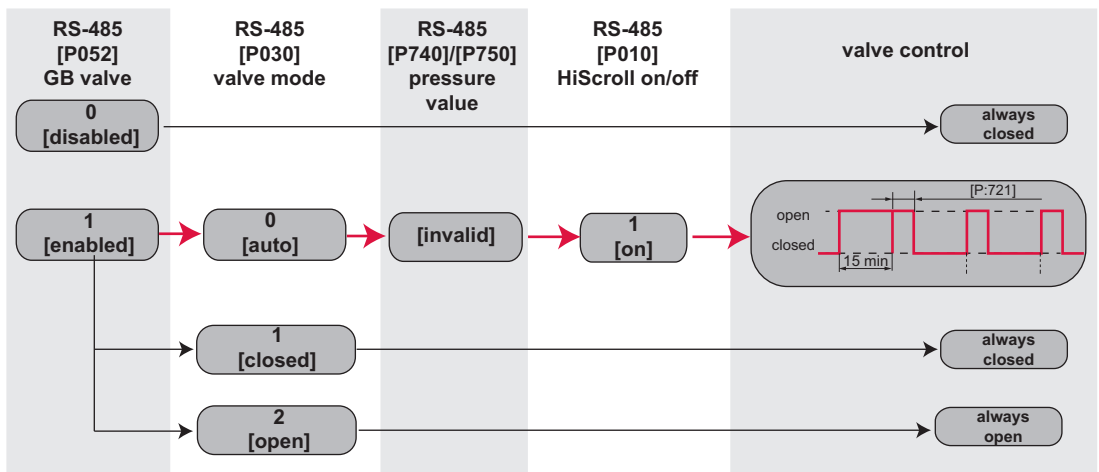 RS-485
[P052]
GB valve
RS-485
[P030]
valve mode
RS-485
[P740]/[P750]
pressure
value
RS-485
[P010]
HiScroll on/off
valve control
0
[disabled]
always
closed
1
[enabled]
0
[auto]
[invalid]
1
[on]
[P:721]
open
closed
15 min
1
[closed]
always
closed
2
[open]
always
open